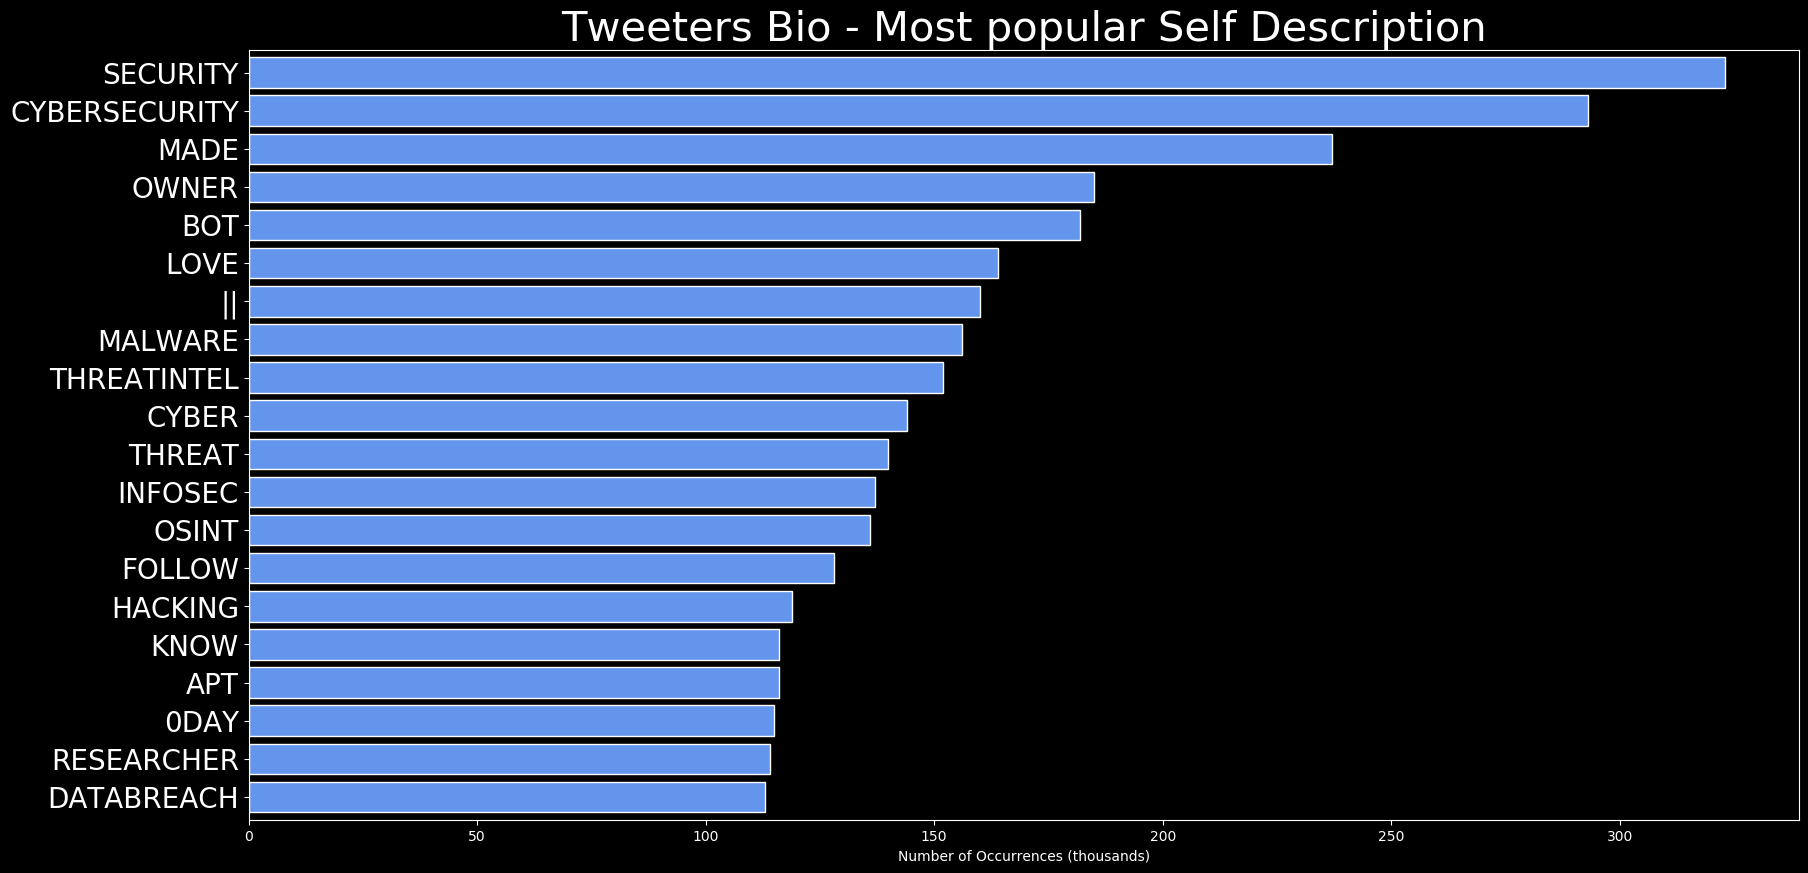 Tweeters Bio - Most popular Self Description
SECURITY
CYBERSECURITY
MADE
OWNER
BOT
LOVE
||
MALWARE
THREATINTEL
CYBER
THREAT
INFOSEC
OSINT
FOLLOW
HACKING
KNOW
APT
0DAY
RESEARCHER
DATABREACH
0 50 100 150 200 250 300
Number of Occurrences (thousands)